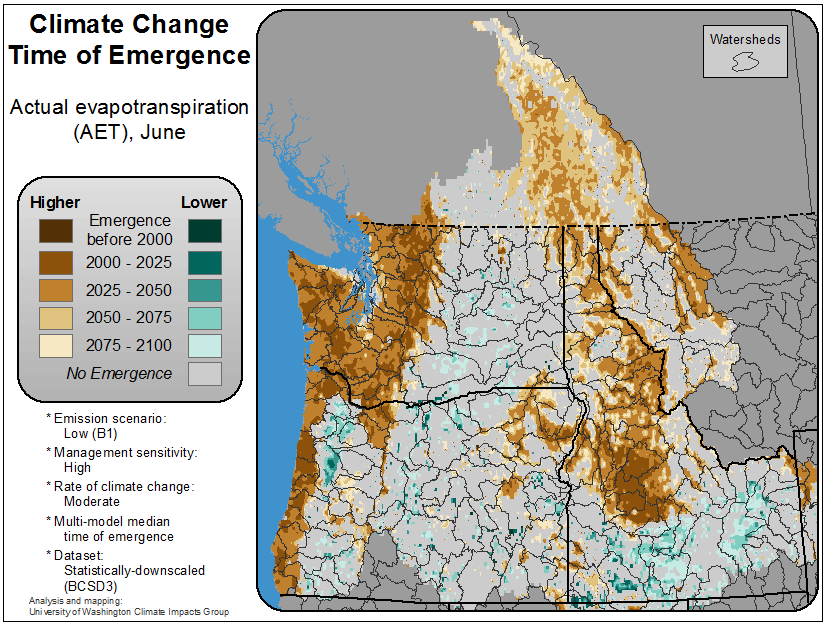 Climate Change
Time of Emergence
Actual evapotranspiration
(AET), June
Higher
Lower
Emergence
before 2000
2000 - 2025
2025 - 2050
2050 - 2075
2075 - 2100
No Emergence
* Emission scenario:
Low (B1)
* Management sensitivity:
High
* Rate of climate change:
Moderate
* Multi-model median
time of emergence
* Dataset:
Statistically-downscaled
(BCSD3)
Analysis and mapping:
University of Washington Climate Impacts Group
Watersheds